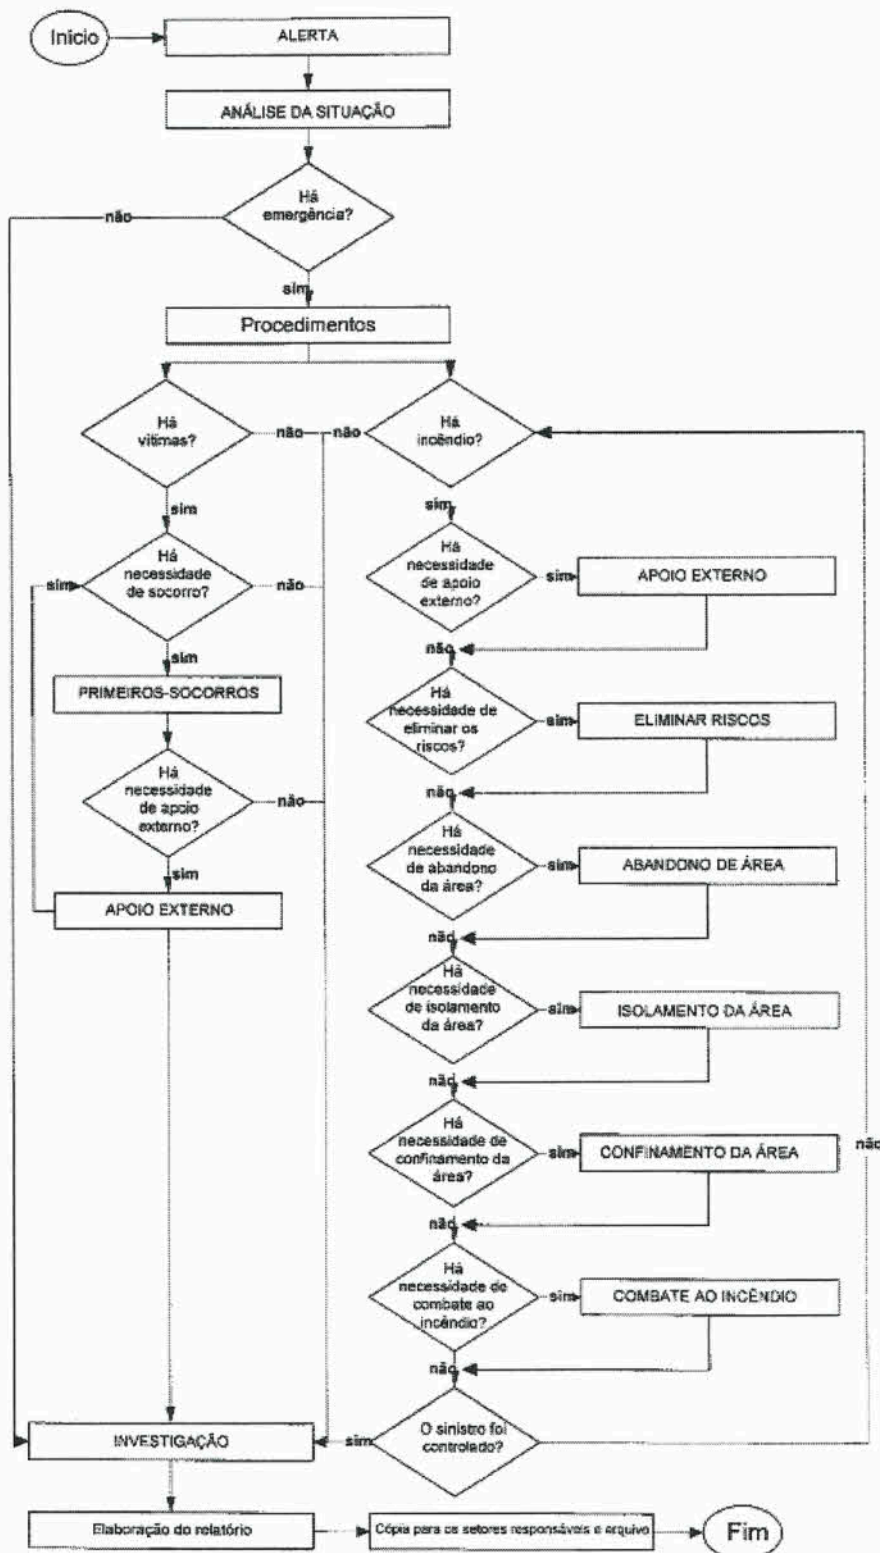 Início
ALERTA
ANÁLISE DA SITUAÇÃO
Há
emergência?
não
sim
Procedimentos
Há
vítimas?
não
não
Há
incêndio?
sim
sim
Há
necessidade
de socorro?
sim
não
sim
PRIMEIROS-SOCORROS
Há
necessidade
de apoio
externo?
não
sim
APOIO EXTERNO
Há
necessidade
de apoio
externo?
sim
APOIO EXTERNO
não
Há
necessidade de
eliminar os
riscos?
sim
ELIMINAR RISCOS
não
Há
necessidade
de abandono
da área?
sim
ABANDONO DE ÁREA
não
Há
necessidade
de isolamento
da área?
sim
ISOLAMENTO DA ÁREA
não
Há
necessidade de
confinamento da
área?
sim
CONFINAMENTO DA ÁREA
não
não
Há
necessidade de
combate ao
incêndio?
sim
COMBATE AO INCÊNDIO
não
O sinistro foi
controlado?
sim
INVESTIGAÇÃO
Elaboração do relatório
Cópia para os setores responsáveis e arquivo
Fim